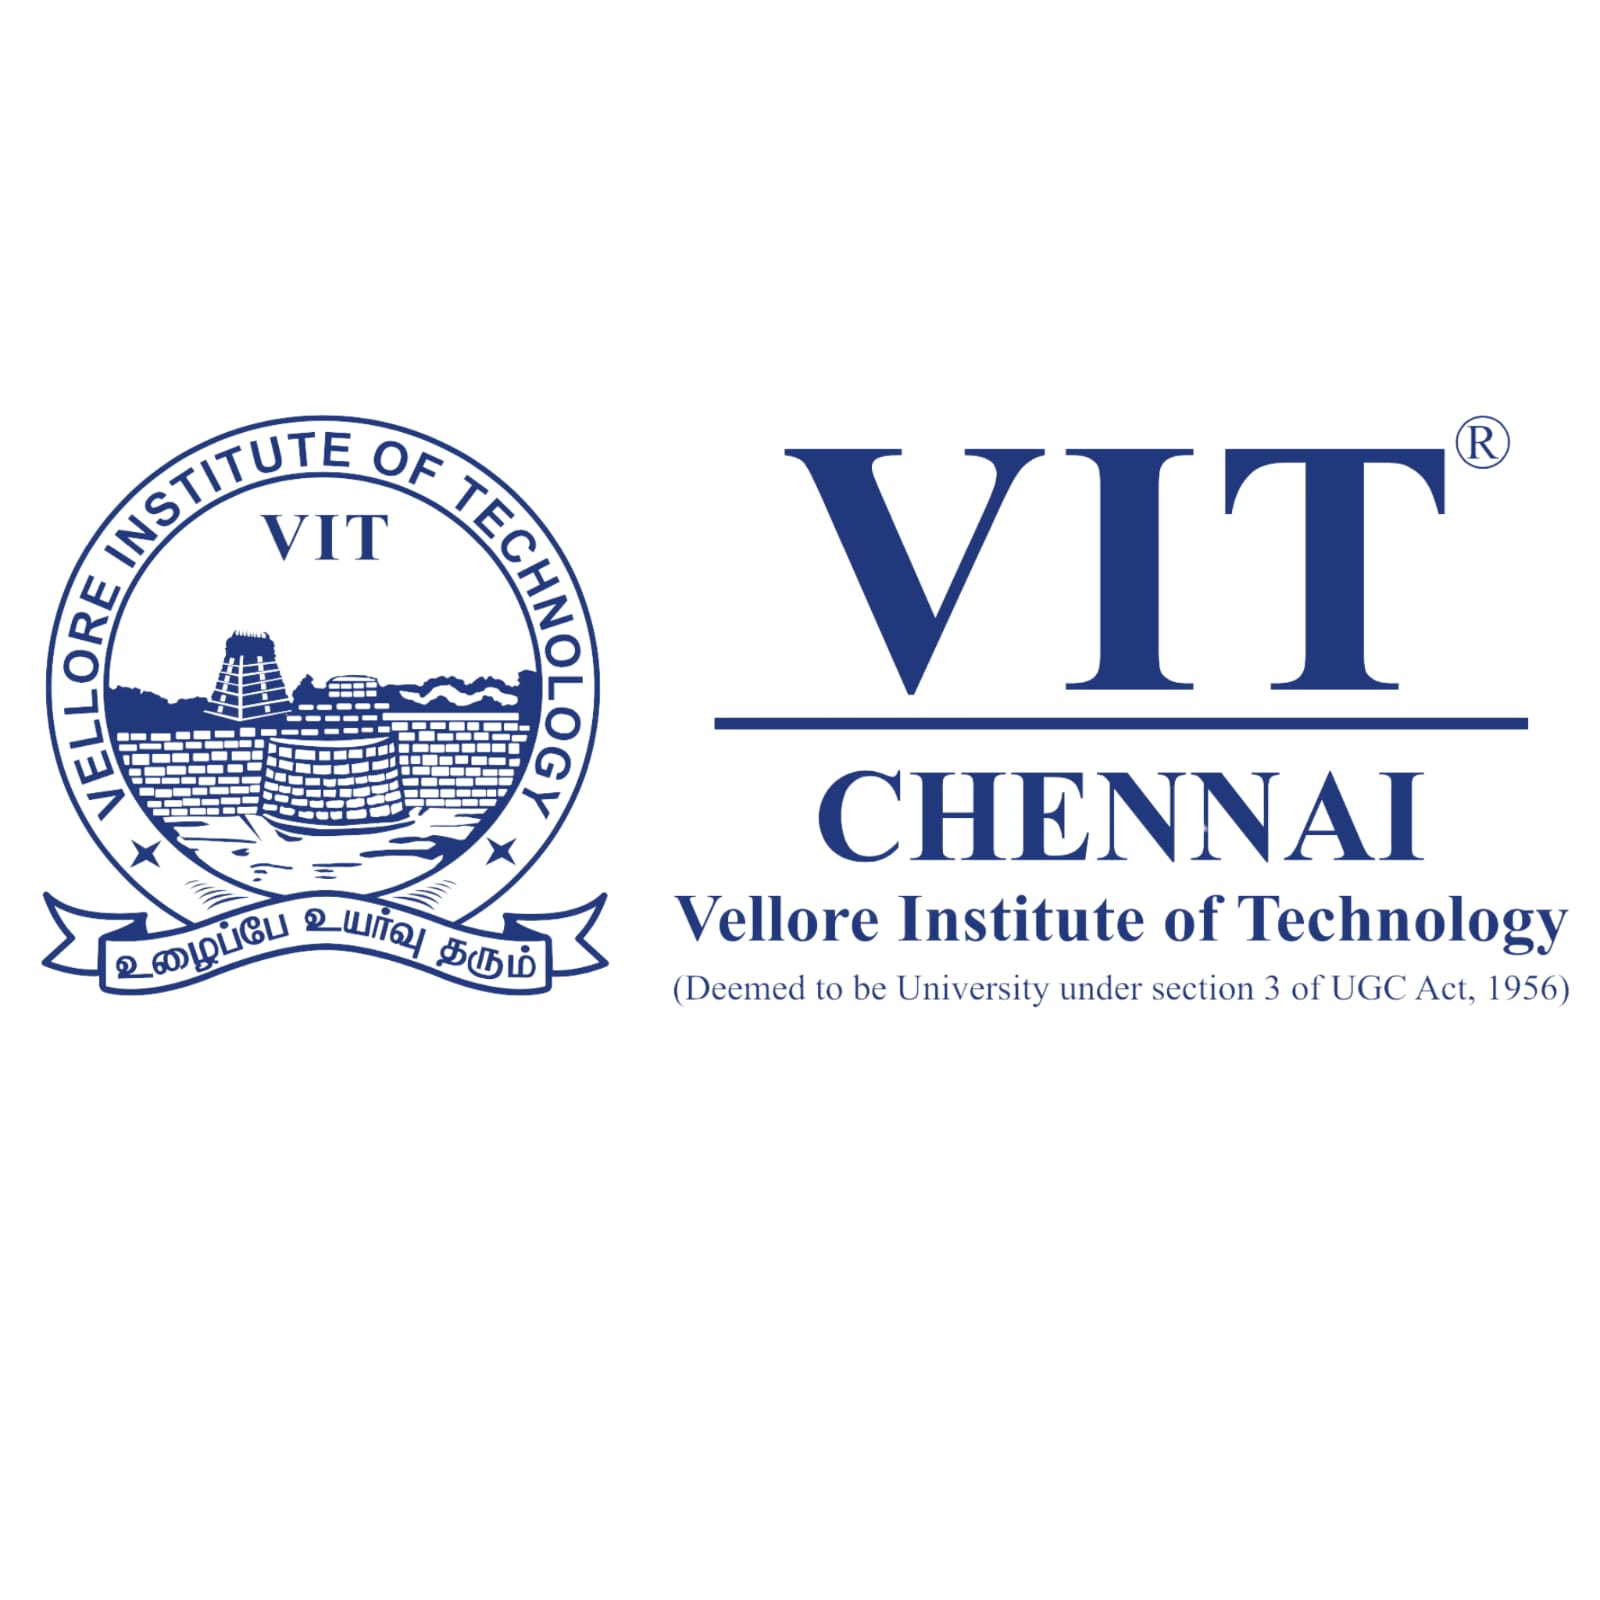 VELLORE INSTITUTE OF TECHNOLOGY
VIT
உழைப்பே உயர்வு தரும்
VIT®
CHENNAI
Vellore Institute of Technology
(Deemed to be University under section 3 of UGC Act, 1956)